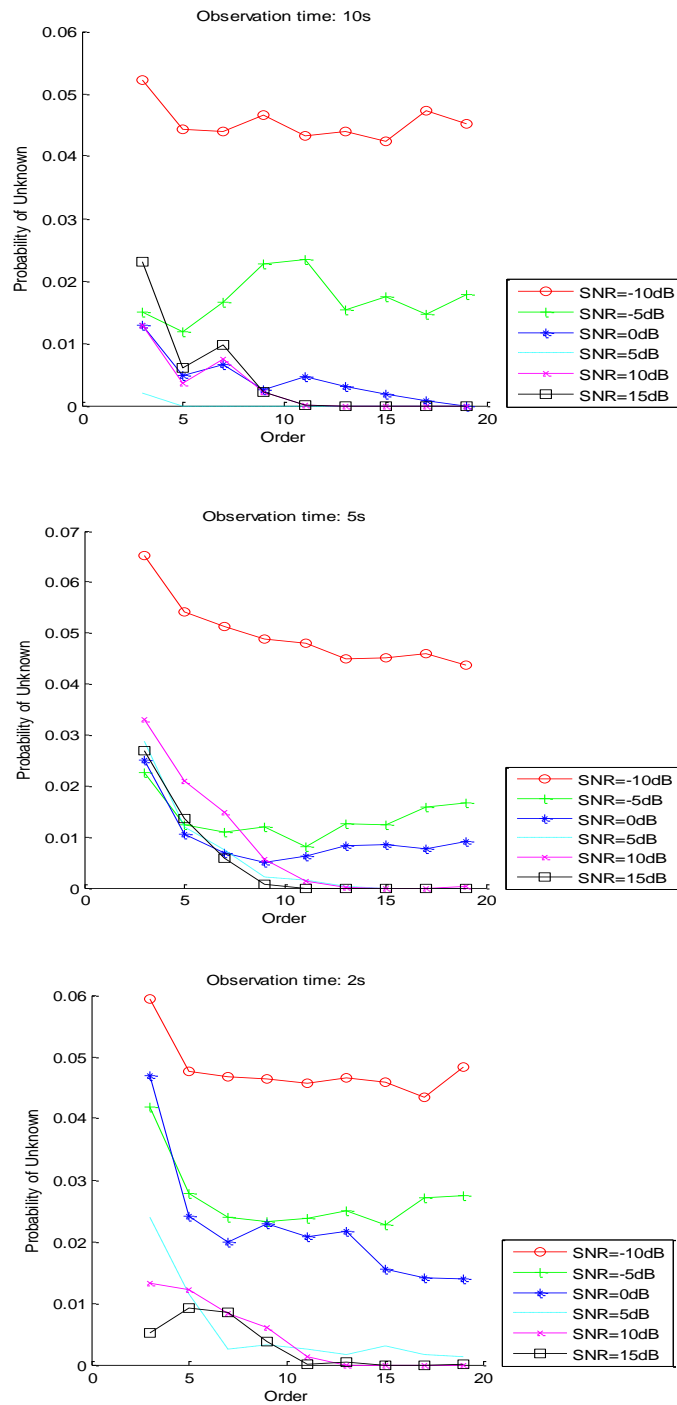 Observation time: 10s
0.06
0.05
0.04
0.03
0.02
0.01
0
0 5 10 15 20
Probability of Unknown
Order
SNR=-10dB
SNR=-5dB
SNR=0dB
SNR=5dB
SNR=10dB
SNR=15dB
Observation time: 5s
0.07
0.06
0.05
0.04
0.03
0.02
0.01
0
0 5 10 15 20
Probability of Unknown
Order
SNR=-10dB
SNR=-5dB
SNR=0dB
SNR=5dB
SNR=10dB
SNR=15dB
Observation time: 2s
0.06
0.05
0.04
0.03
0.02
0.01
0
0 5 10 15 20
Probability of Unknown
Order
SNR=-10dB
SNR=-5dB
SNR=0dB
SNR=5dB
SNR=10dB
SNR=15dB